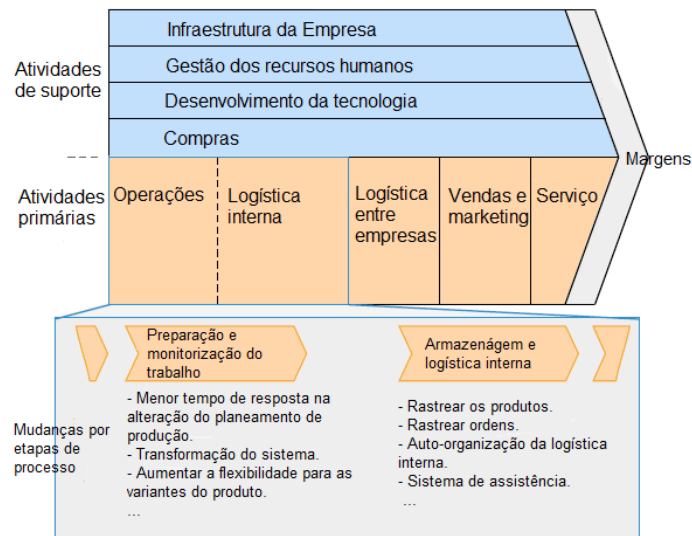 Infraestrutura da Empresa
Atividades
de suporte
Gestão dos recursos humanos
Desenvolvimento da tecnologia
Compras
Margens
Atividades
primárias
Operações
Logística
interna
Logística
entre
empresas
Vendas e
marketing
Serviço
Preparação e
monitorização do
trabalho
Armazenágem e
logística interna
Mudanças por
etapas de
processo
- Menor tempo de resposta na
alteração do planeamento de
produção.
- Transformação do sistema.
- Aumentar a flexibilidade para as
variantes do produto.
...
- Rastrear os produtos.
- Rastrear ordens.
- Auto-organização da logística
interna.
- Sistema de assistência.
...